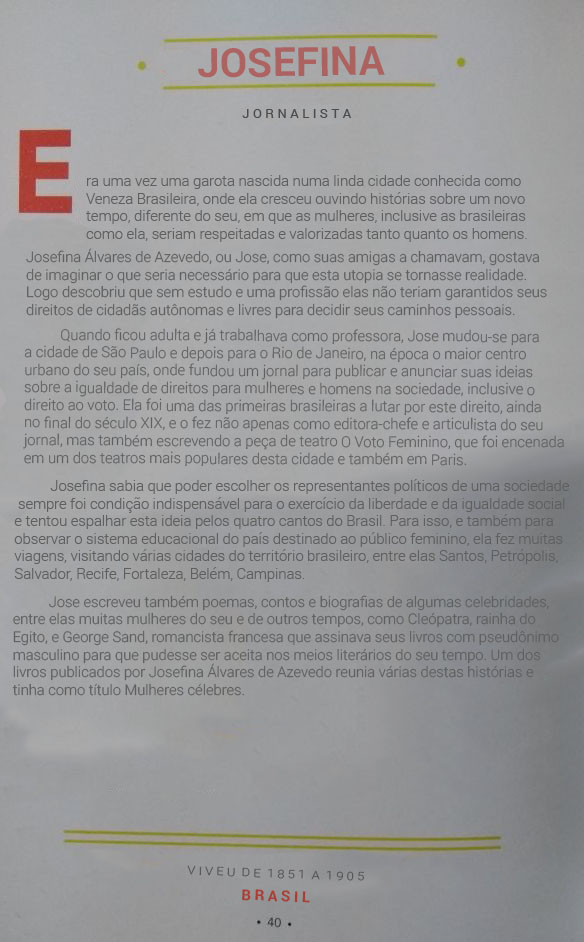 JOSEFINA
JORNALISTA
Era uma vez uma garota nascida numa linda cidade conhecida como
Veneza Brasileira, onde ela cresceu ouvindo histórias sobre um novo
tempo, diferente do seu, em que as mulheres, inclusive as brasileiras
como ela, seriam respeitadas e valorizadas tanto quanto os homens.
Josefina Álvares de Azevedo, ou Jose, como suas amigas a chamavam, gostava
de imaginar o que seria necessário para que esta utopia se tornasse realidade.
Logo descobriu que sem estudo e uma profissão elas não teriam garantidos seus
direitos de cidadãs autônomas e livres para decidir seus caminhos pessoais.
Quando ficou adulta e já trabalhava como professora, Jose mudou-se para
a cidade de São Paulo e depois para o Rio de Janeiro, na época o maior centro
urbano do seu país, onde fundou um jornal para publicar e anunciar suas ideias
sobre a igualdade de direitos para mulheres e homens na sociedade, inclusive o
direito ao voto. Ela foi uma das primeiras brasileiras a lutar por este direito, ainda
no final do século XIX, e o fez não apenas como editora-chefe e articulista do seu
jornal, mas também escrevendo a peça de teatro O Voto Feminino, que foi encenada
em um dos teatros mais populares desta cidade e também em Paris.
Josefina sabia que poder escolher os representantes políticos de uma sociedade
sempre foi condição indispensável para o exercício da liberdade e da igualdade social
e tentou espalhar esta ideia pelos quatro cantos do Brasil. Para isso, e também para
observar o sistema educacional do país destinado ao público feminino, ela fez muitas
viagens, visitando várias cidades do território brasileiro, entre elas Santos, Petrópolis,
Salvador, Recife, Fortaleza, Belém, Campinas.
Jose escreveu também poemas, contos e biografias de algumas celebridades,
entre elas muitas mulheres do seu e de outros tempos, como Cleópatra, rainha do
Egito, e George Sand, romancista francesa que assinava seus livros com pseudônimo
masculino para que pudesse ser aceita nos meios literários do seu tempo. Um dos
livros publicados por Josefina Álvares de Azevedo reunia várias destas histórias e
tinha como título Mulheres célebres.
VIVEU DE 1851 A 1905
BRASIL
• 40 •